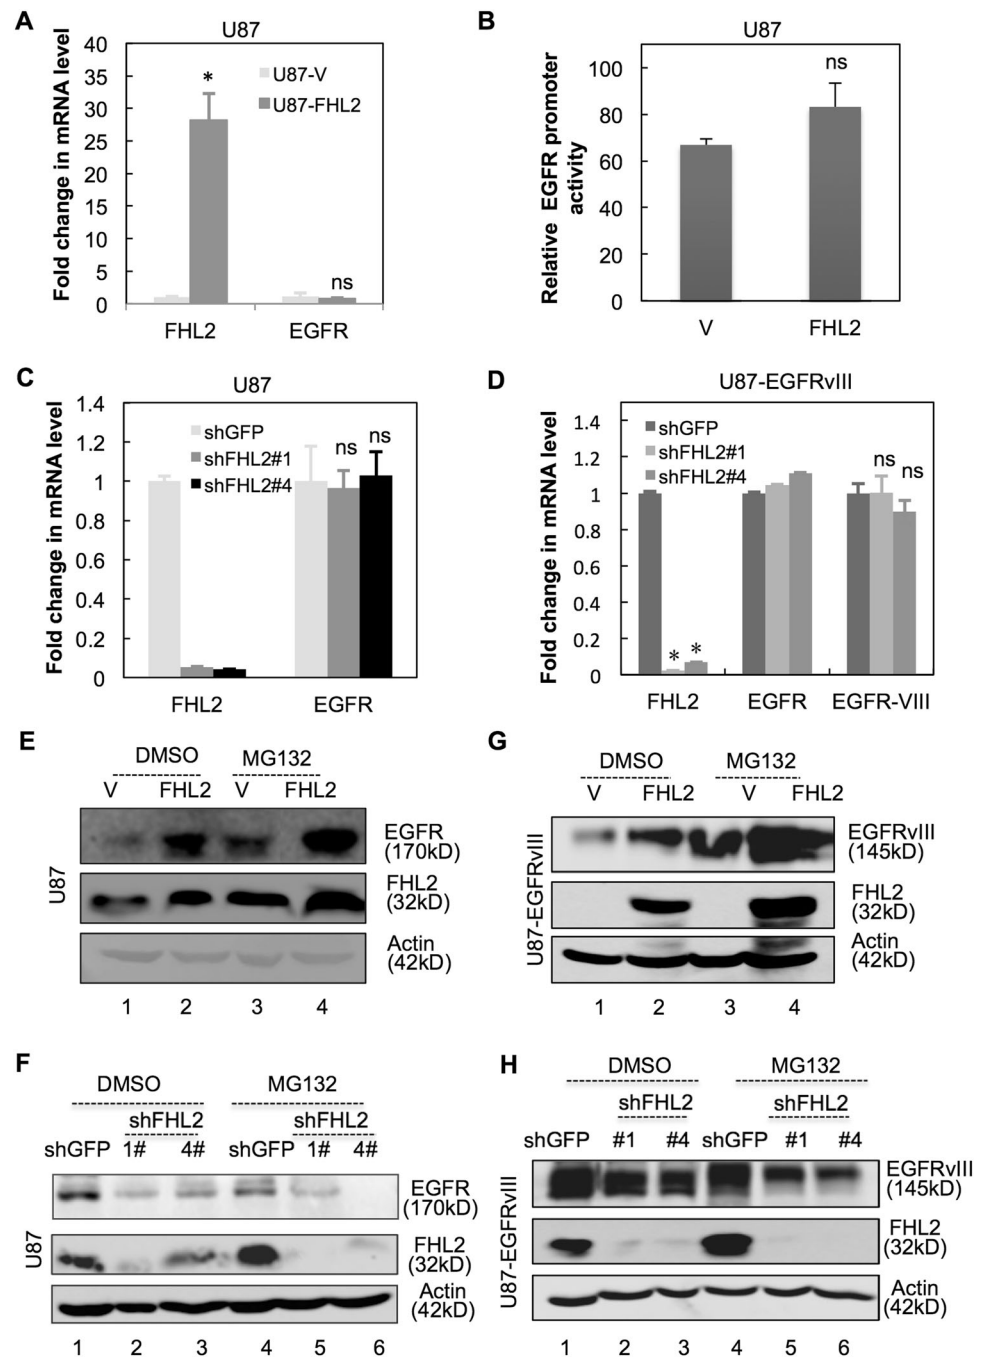 A
U87
Fold change in mRNA level
40
35
30
25
20
15
10
5
0
*
U87-V
U87-FHL2
ns
FHL2 EGFR
B
U87
Relative EGFR promoter
activity
100
80
60
40
20
0
ns
V FHL2
C
U87
Fold change in mRNA level
1.4
1.2
1
0.8
0.6
0.4
0.2
0
shGFP
shFHL2#1
shFHL2#4
ns ns
FHL2 EGFR
D
U87-EGFRvIII
Fold change in mRNA level
1.4
1.2
1
0.8
0.6
0.4
0.2
0
shGFP
shFHL2#1
shFHL2#4
* *
ns ns
FHL2 EGFR EGFR-VIII
E
DMSO MG132
V FHL2 V FHL2
U87
EGFR
(170kD)
FHL2
(32kD)
Actin
(42kD)
1 2 3 4
G
DMSO MG132
V FHL2 V FHL2
U87-EGFRvIII
EGFRvIII
(145kD)
FHL2
(32kD)
Actin
(42kD)
1 2 3 4
F
DMSO MG132
shFHL2 shFHL2
shGFP 1# 4# shGFP 1# 4#
U87
EGFR
(170kD)
FHL2
(32kD)
Actin
(42kD)
1 2 3 4 5 6
H
DMSO MG132
shFHL2 shFHL2
shGFP #1 #4 shGFP #1 #4
U87-EGFRvIII
EGFRvIII
(145kD)
FHL2
(32kD)
Actin
(42kD)
1 2 3 4 5 6